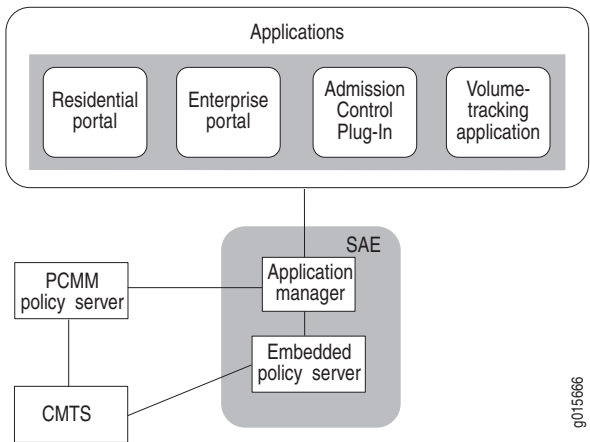 Applications
Residential
portal
Enterprise
portal
Admission
Control
Plug-In
Volume-
tracking
application
SAE
Application
manager
PCMM
policy server
Embedded
policy server
CMTS
g015666